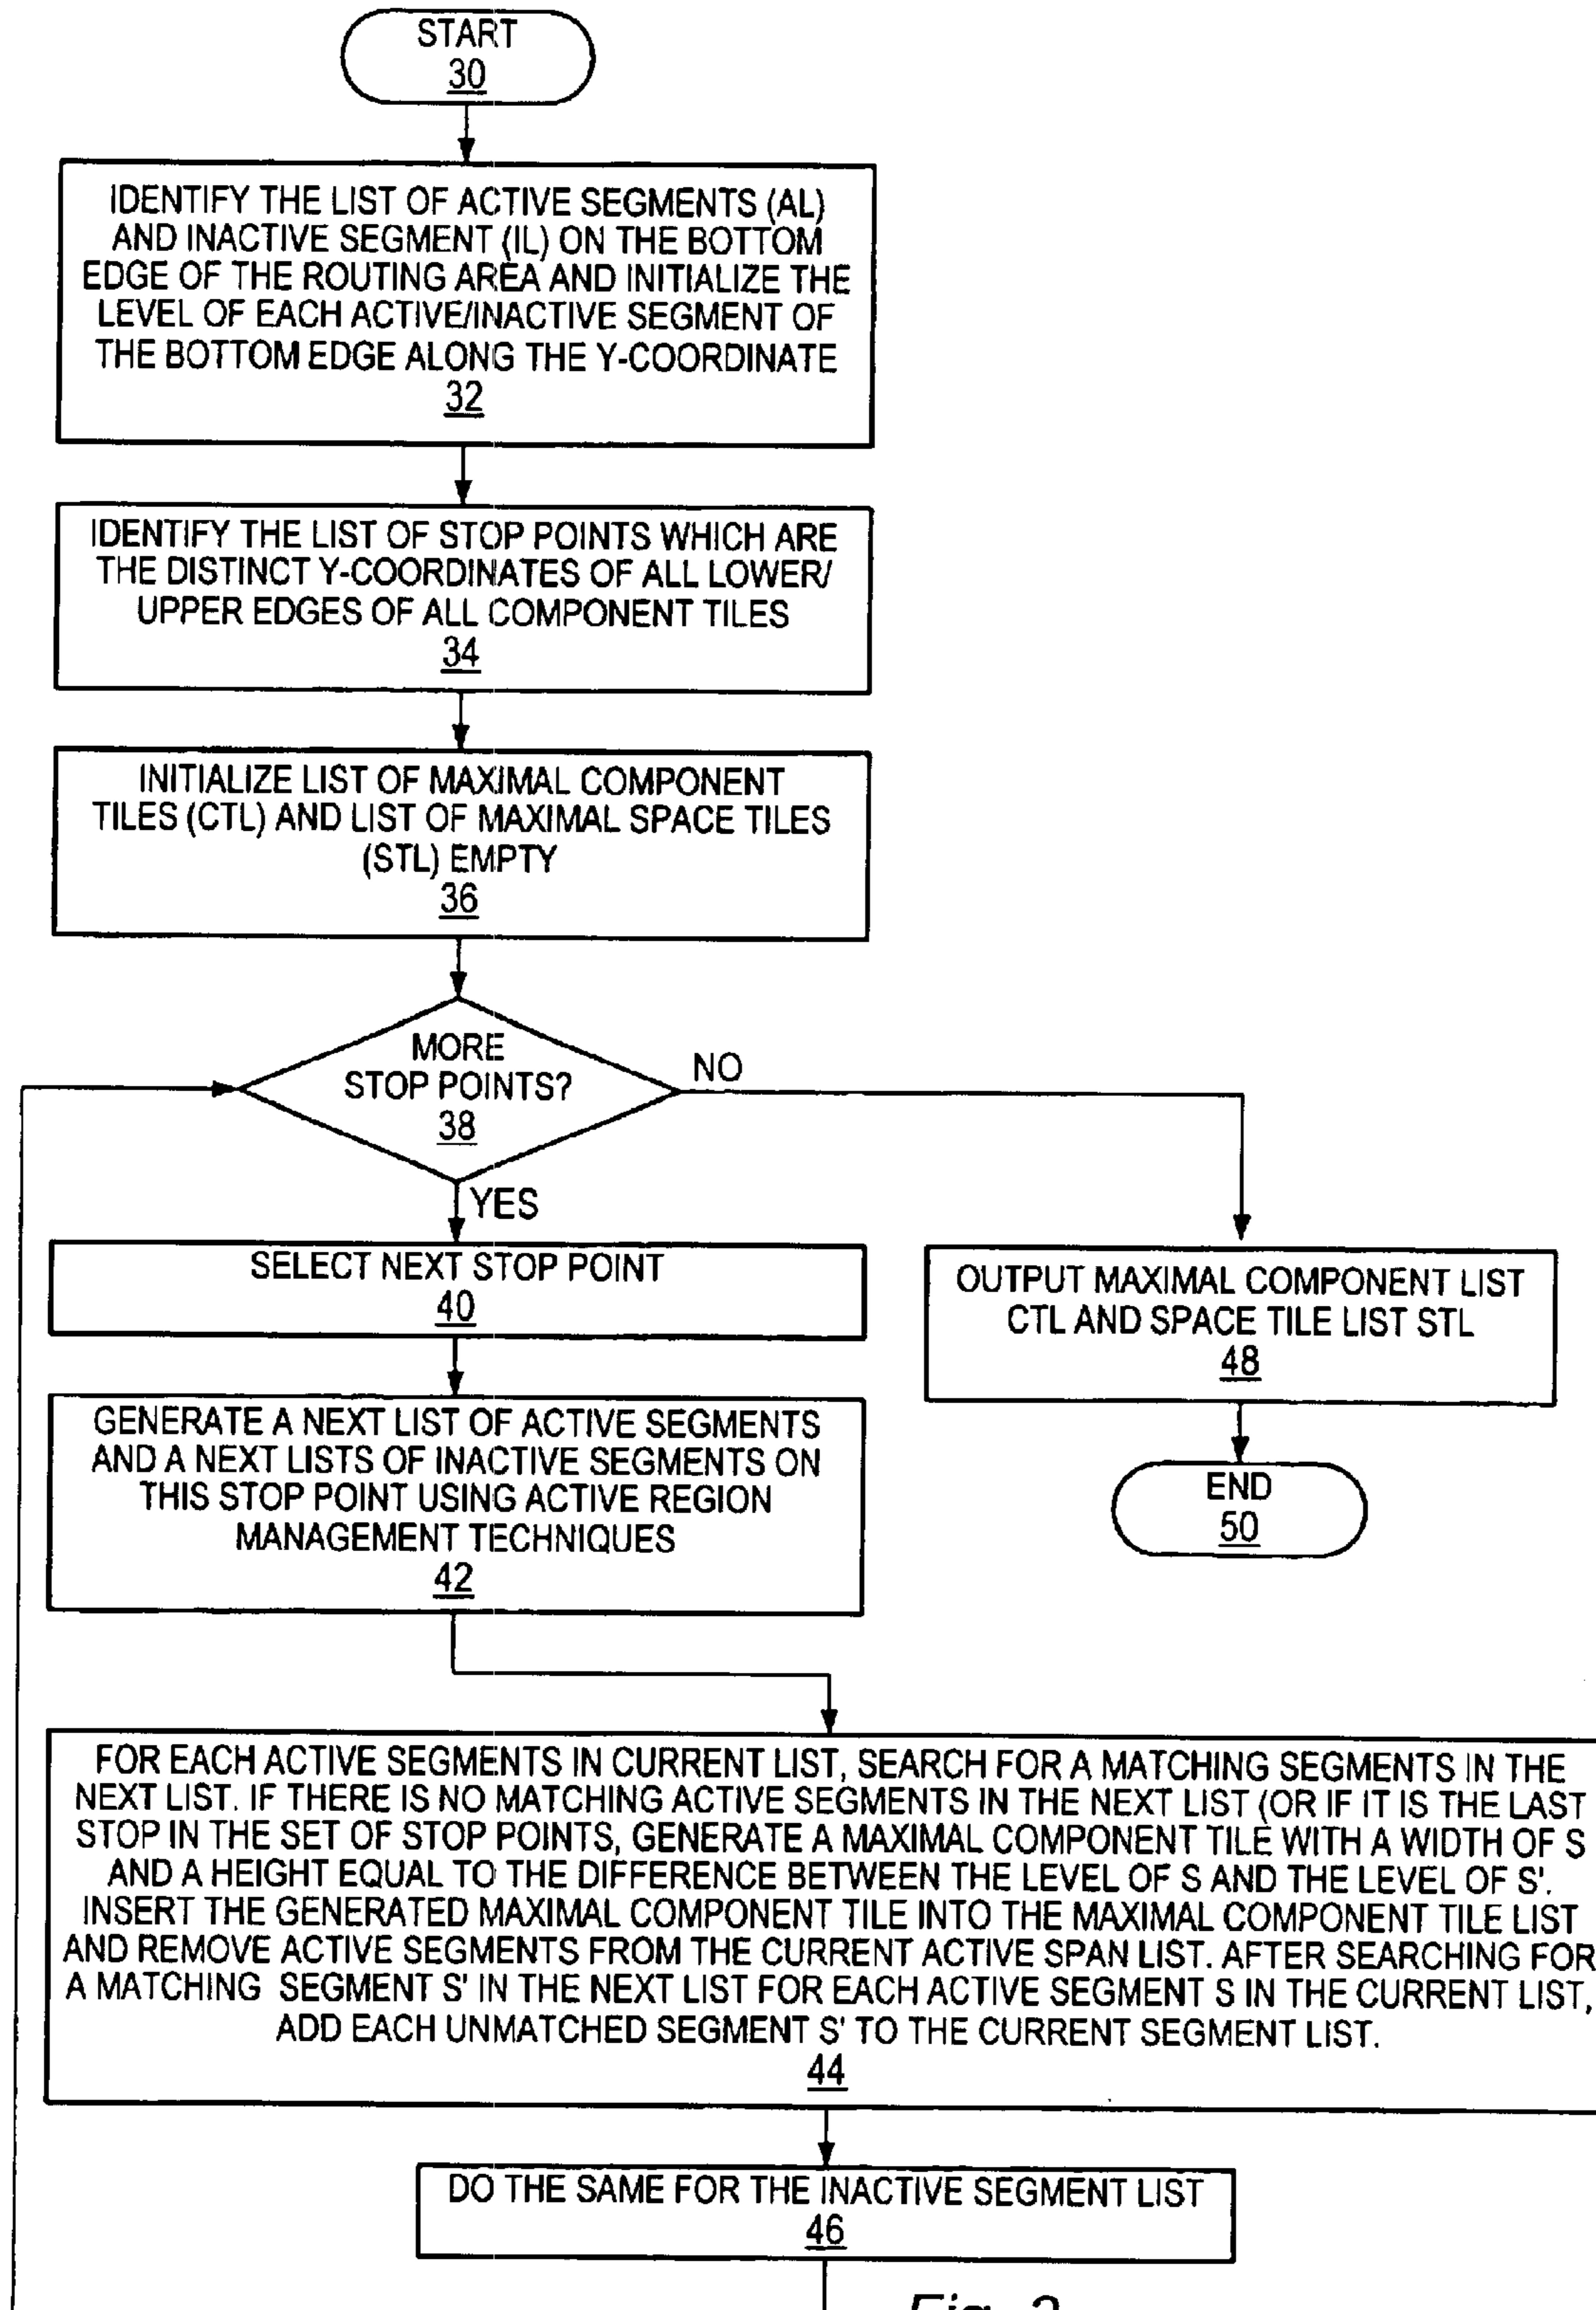 START
30
IDENTIFY THE LIST OF ACTIVE SEGMENTS (AL)
AND INACTIVE SEGMENT (IL) ON THE BOTTOM
EDGE OF THE ROUTING AREA AND INITIALIZE THE
LEVEL OF EACH ACTIVE/INACTIVE SEGMENT OF
THE BOTTOM EDGE ALONG THE Y-COORDINATE
32
IDENTIFY THE LIST OF STOP POINTS WHICH ARE
THE DISTINCT Y-COORDINATES OF ALL LOWER/
UPPER EDGES OF ALL COMPONENT TILES
34
INITIALIZE LIST OF MAXIMAL COMPONENT
TILES (CTL) AND LIST OF MAXIMAL SPACE TILES
(STL) EMPTY
36
MORE
STOP POINTS?
38
NO
YES
SELECT NEXT STOP POINT
40
OUTPUT MAXIMAL COMPONENT LIST
CTL AND SPACE TILE LIST STL
48
GENERATE A NEXT LIST OF ACTIVE SEGMENTS
AND A NEXT LISTS OF INACTIVE SEGMENTS ON
THIS STOP POINT USING ACTIVE REGION
MANAGEMENT TECHNIQUES
42
END
50
FOR EACH ACTIVE SEGMENTS IN CURRENT LIST, SEARCH FOR A MATCHING SEGMENTS IN THE
NEXT LIST. IF THERE IS NO MATCHING ACTIVE SEGMENTS IN THE NEXT LIST (OR IF IT IS THE LAST
STOP IN THE SET OF STOP POINTS, GENERATE A MAXIMAL COMPONENT TILE WITH A WIDTH OF S
AND A HEIGHT EQUAL TO THE DIFFERENCE BETWEEN THE LEVEL OF S AND THE LEVEL OF S'.
INSERT THE GENERATED MAXIMAL COMPONENT TILE INTO THE MAXIMAL COMPONENT TILE LIST
AND REMOVE ACTIVE SEGMENTS FROM THE CURRENT ACTIVE SPAN LIST. AFTER SEARCHING FOR
A MATCHING SEGMENT S' IN THE NEXT LIST FOR EACH ACTIVE SEGMENT S IN THE CURRENT LIST,
ADD EACH UNMATCHED SEGMENT S' TO THE CURRENT SEGMENT LIST.
44
DO THE SAME FOR THE INACTIVE SEGMENT LIST
46